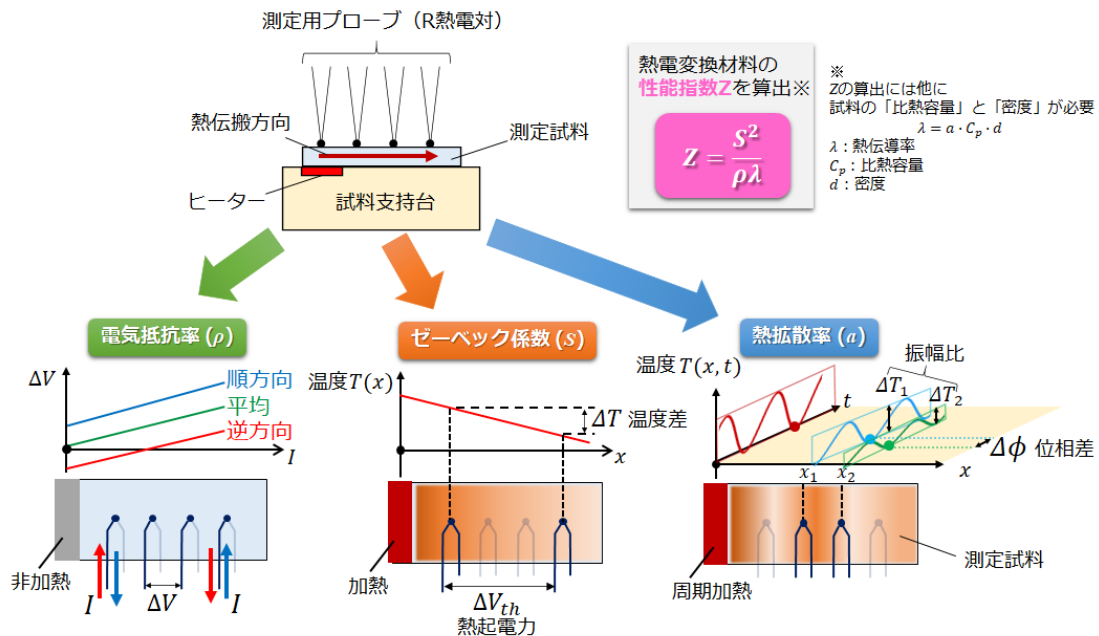 測定用プローブ（R熱電対）
熱伝搬方向
測定試料
ヒーター
試料支持台
熱電変換材料の
性能指数Zを算出※
Z = S²/ρλ
※
Zの算出には他に
試料の「比熱容量」と「密度」が必要
λ = a · Cₚ · d
λ：熱伝導率
Cₚ：比熱容量
d：密度
電気抵抗率 (ρ)
ΔV
順方向
平均
逆方向
I
非加熱
I
ΔV
I
ゼーベック係数 (S)
温度T(x)
ΔT 温度差
x
加熱
ΔVₜₕ
熱起電力
熱拡散率 (a)
温度T(x, t)
振幅比
ΔT₁
ΔT₂
t
Δϕ 位相差
x₁
x₂
x
周期加熱
測定試料